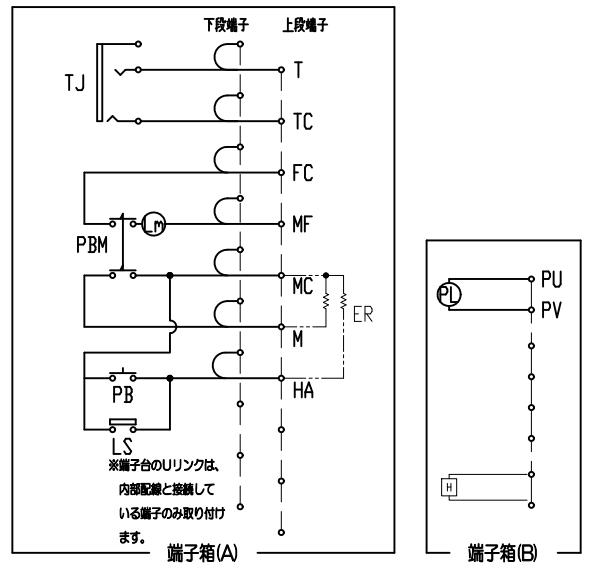 下段端子 上段端子
T
TJ
TC
FC
MF
Lm
PBM
MC
ER
M
HA
PB
LS
※端子台のUリンクは、
内部配線と接続して
いる端子のみ取り付け
ます。
端子箱(A)
PU
PL
PV
H
端子箱(B)